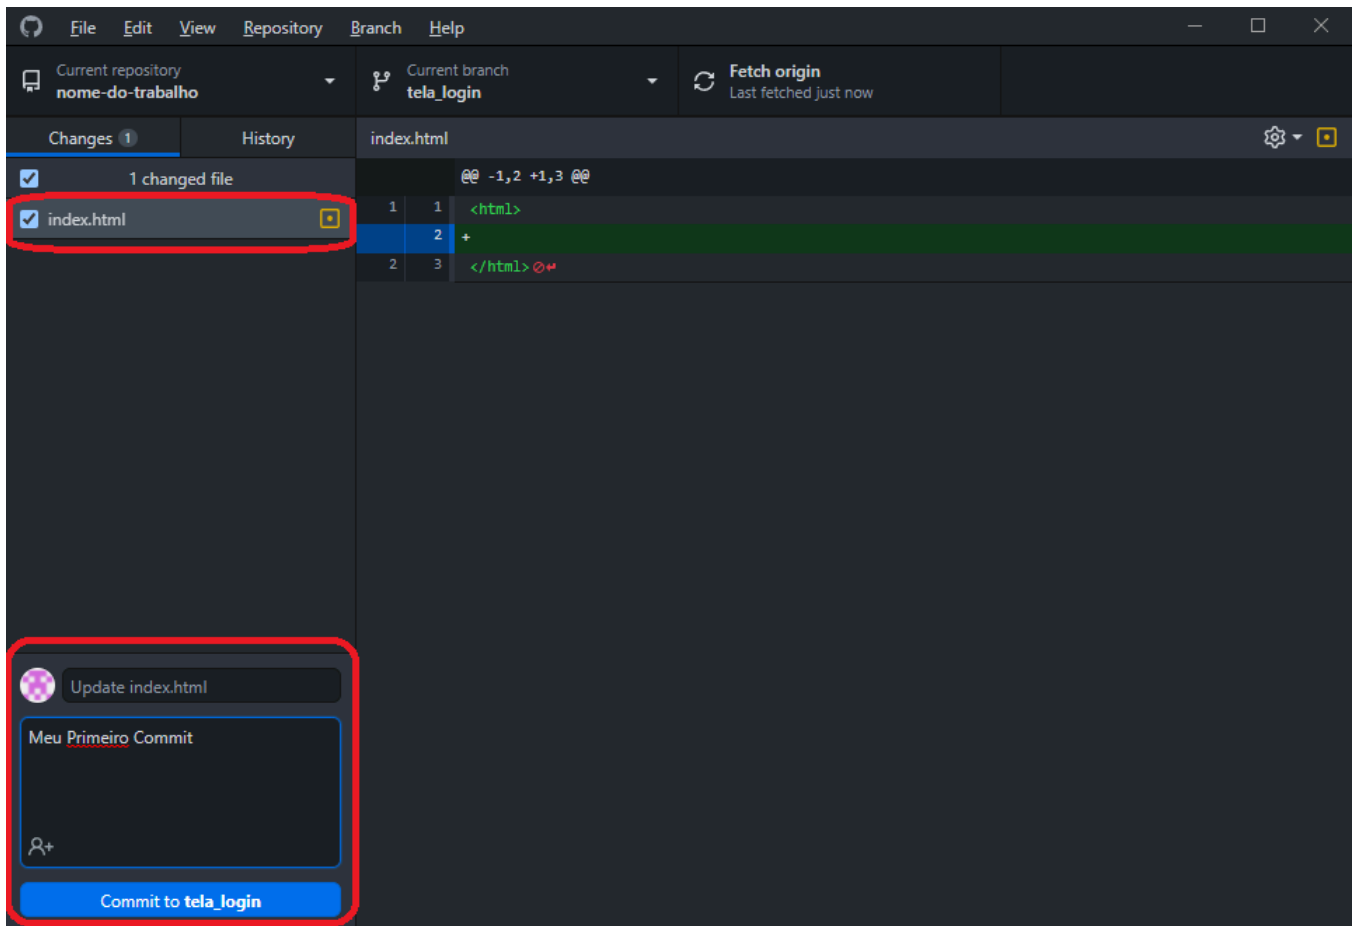 File Edit View Repository Branch Help
Current repository
nome-do-trabalho
Current branch
tela_login
Fetch origin
Last fetched just now
Changes 1 History
index.html
1 changed file
index.html
@@ -1,2 +1,3 @@
1 1 <html>
2 +
2 3 </html>
Update index.html
Meu Primeiro Commit
Commit to tela_login